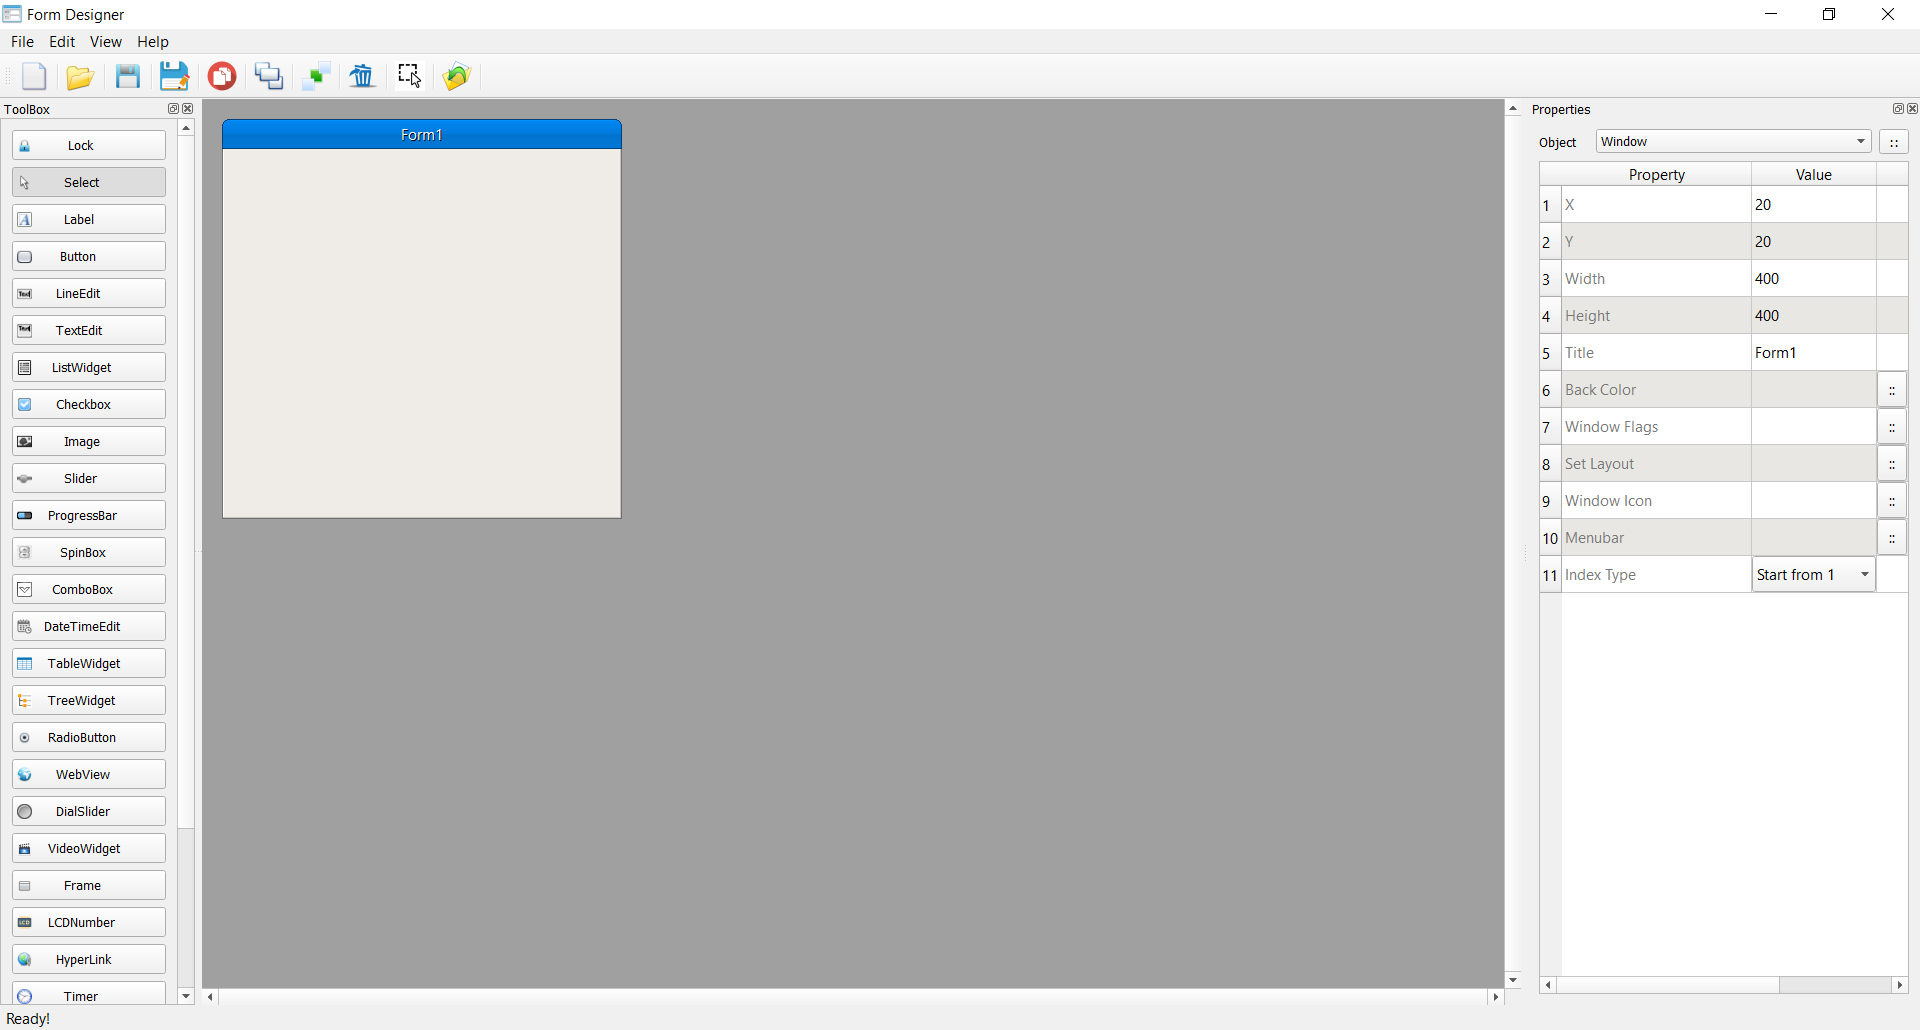 Form Designer
File Edit View Help
ToolBox
Lock
Select
Label
Button
LineEdit
TextEdit
ListWidget
Checkbox
Image
Slider
ProgressBar
SpinBox
ComboBox
DateTimeEdit
TableWidget
TreeWidget
RadioButton
WebView
DialSlider
VideoWidget
Frame
LCDNumber
HyperLink
Timer
Form1
Properties
Object Window ::
Property Value
1 X 20
2 Y 20
3 Width 400
4 Height 400
5 Title Form1
6 Back Color ::
7 Window Flags ::
8 Set Layout ::
9 Window Icon ::
10 Menubar ::
11 Index Type Start from 1
Ready!